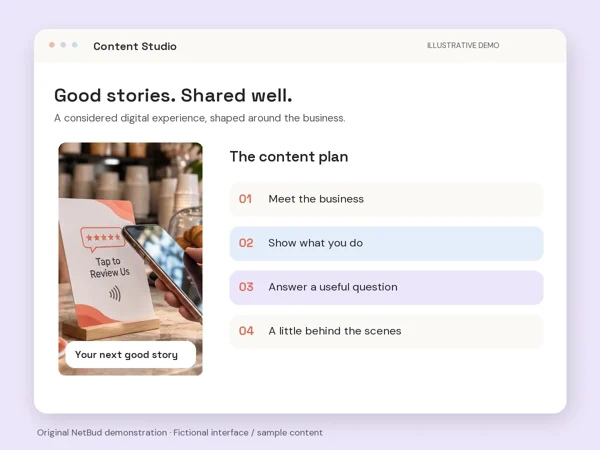 Content Studio
ILLUSTRATIVE DEMO
Good stories. Shared well.
A considered digital experience, shaped around the business.
The content plan
01 Meet the business
02 Show what you do
03 Answer a useful question
04 A little behind the scenes
Tap to
Review Us
Your next good story
Original NetBud demonstration · Fictional interface / sample content